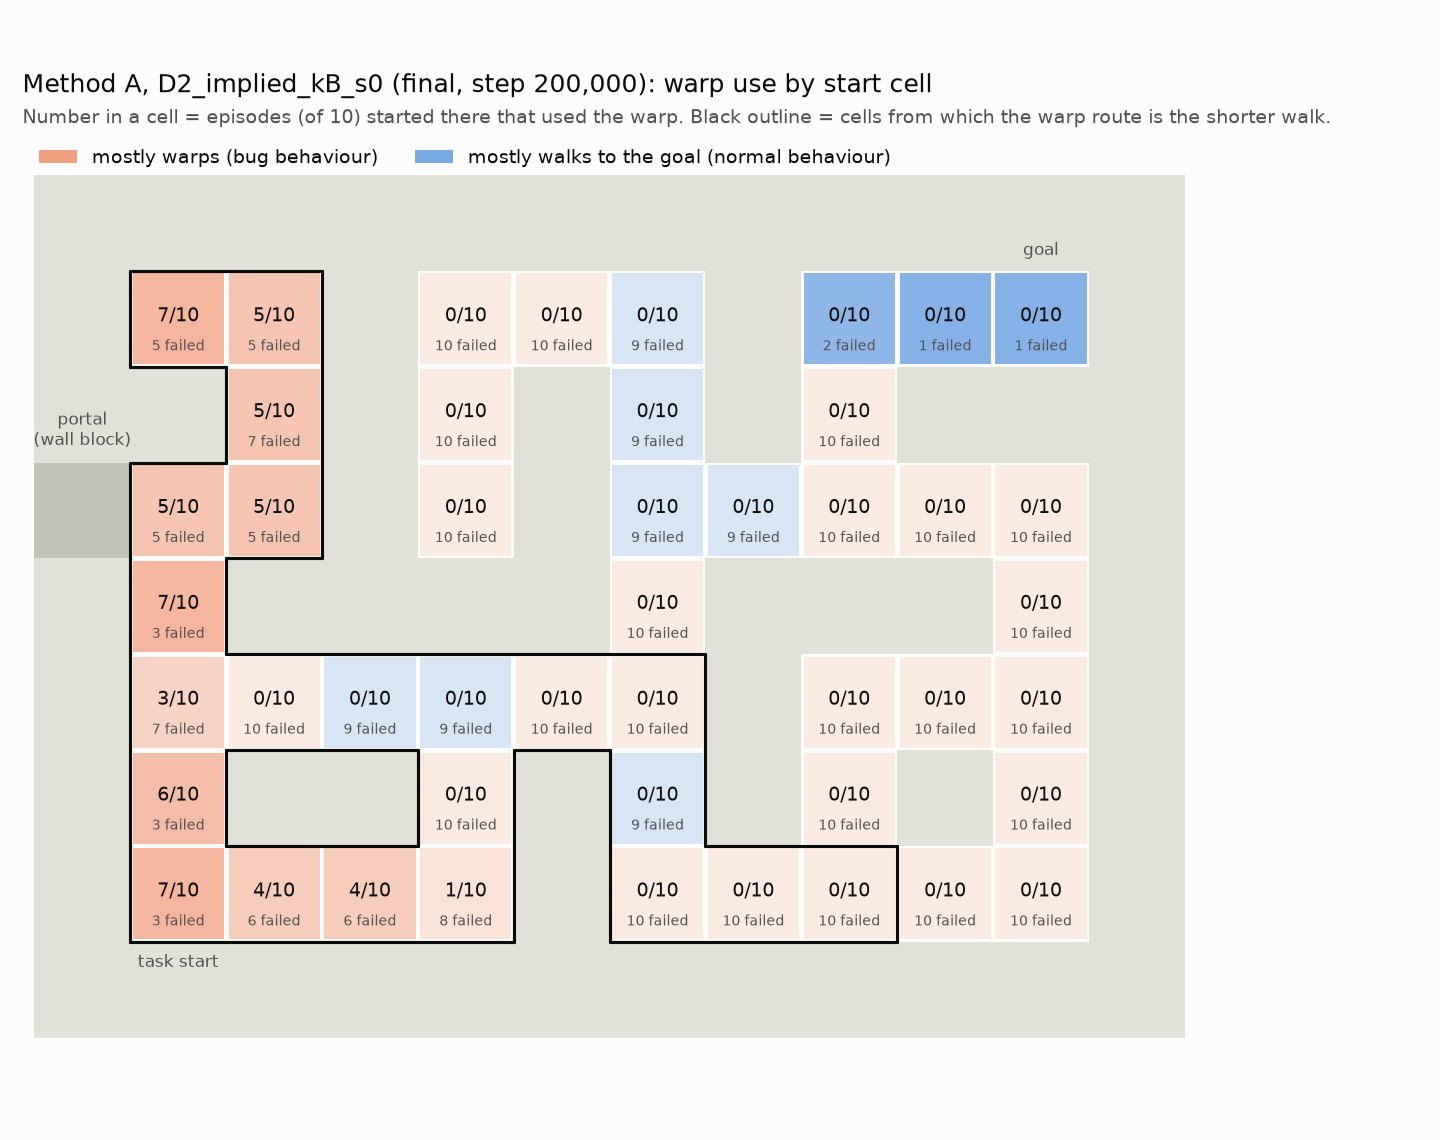 Method A, D2_implied_kB_s0 (final, step 200,000): warp use by start cell
Number in a cell = episodes (of 10) started there that used the warp. Black outline = cells from which the warp route is the shorter walk.
mostly warps (bug behaviour) mostly walks to the goal (normal behaviour)
goal
7/10 5/10 0/10 0/10 0/10 0/10 0/10 0/10
5 failed 5 failed 10 failed 10 failed 9 failed 2 failed 1 failed 1 failed
portal
(wall block)
5/10 0/10 0/10 0/10
7 failed 10 failed 9 failed 10 failed
5/10 5/10 0/10 0/10 0/10 0/10 0/10 0/10
5 failed 5 failed 10 failed 9 failed 9 failed 10 failed 10 failed 10 failed
7/10 0/10 0/10
3 failed 10 failed 10 failed
3/10 0/10 0/10 0/10 0/10 0/10 0/10 0/10 0/10
7 failed 10 failed 9 failed 9 failed 10 failed 10 failed 10 failed 10 failed 10 failed
6/10 0/10 0/10 0/10 0/10
3 failed 10 failed 9 failed 10 failed 10 failed
7/10 4/10 4/10 1/10 0/10 0/10 0/10 0/10 0/10
3 failed 6 failed 6 failed 8 failed 10 failed 10 failed 10 failed 10 failed 10 failed
task start